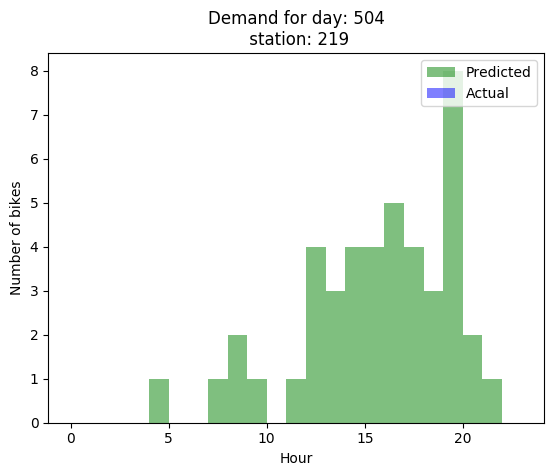 Demand for day: 504
station: 219
Predicted
Actual
8
7
6
5
4
3
2
1
0
Number of bikes
0 5 10 15 20
Hour